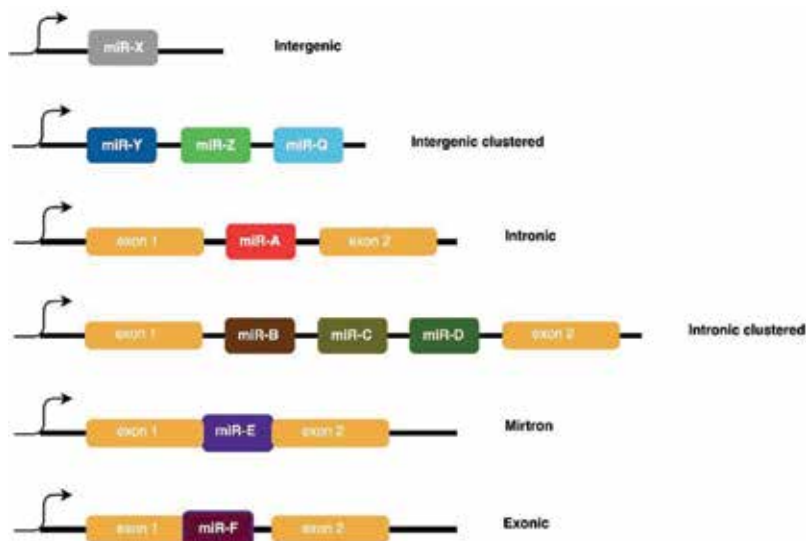 miR-X Intergenic
miR-Y miR-Z miR-Q Intergenic clustered
exon 1 miR-A exon 2 Intronic
exon 1 miR-B miR-C miR-D exon 2 Intronic clustered
exon 1 miR-E exon 2 Mirtron
exon 1 miR-F exon 2 Exonic